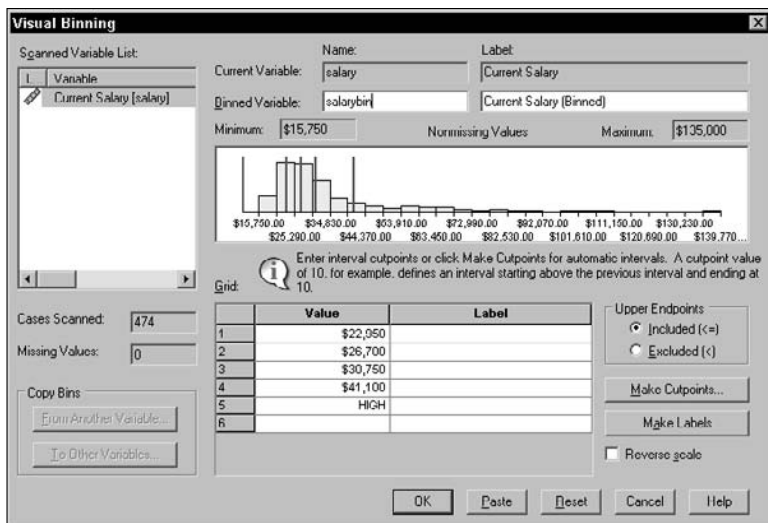 Visual Binning
Scanned Variable List:
Name:
Label:
Current Variable:
salary
Current Salary
Binned Variable:
salarybin
Current Salary (Binned)
Minimum:
$15,750
Nonmissing Values
Maximum:
$135,000
Variable
Current Salary [salary]
$15,750.00 $34,830.00 $53,910.00 $72,990.00 $92,070.00 $111,150.00 $130,230.00
$25,290.00 $44,370.00 $63,450.00 $82,530.00 $101,610.00 $120,690.00 $139,770...
Enter interval cutpoints or click Make Cutpoints for automatic intervals. A cutpoint value
of 10, for example, defines an interval starting above the previous interval and ending at
10.
Grid:
Value Label
1 $22,950
2 $26,700
3 $30,750
4 $41,100
5 HIGH
6
Cases Scanned:
474
Missing Values:
0
Copy Bins
From Another Variable...
To Other Variables...
Upper Endpoints
Included (<=)
Excluded (<)
Make Cutpoints...
Make Labels
Reverse scale
OK Paste Reset Cancel Help